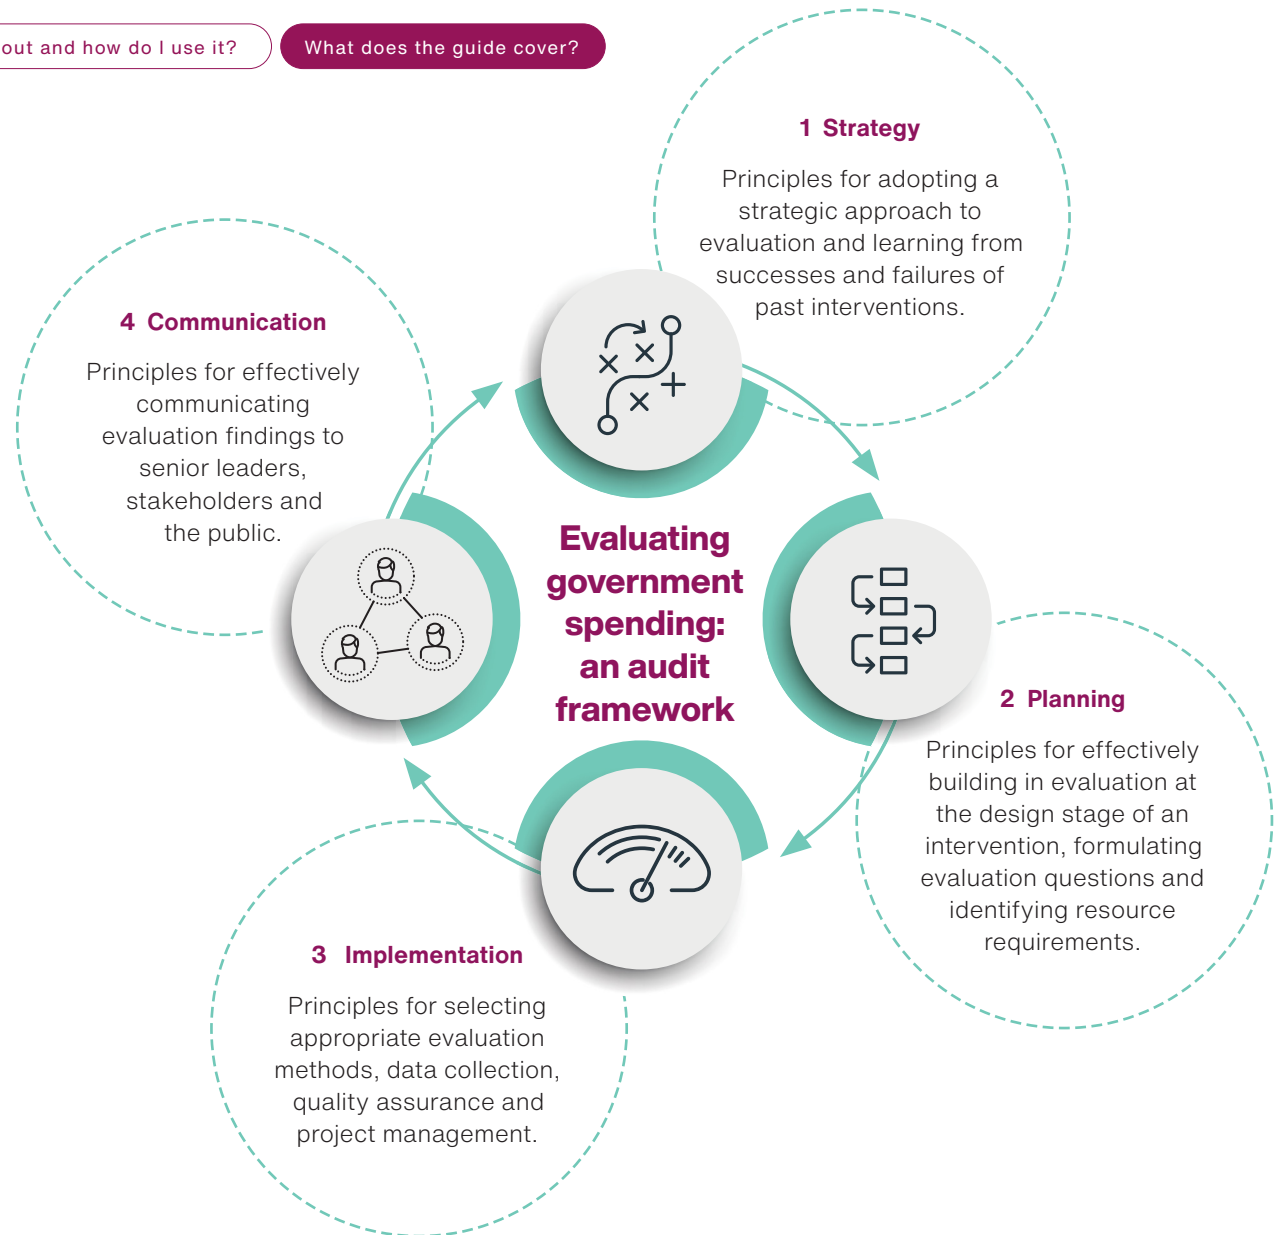 out and how do I use it?
What does the guide cover?
1 Strategy
Principles for adopting a
strategic approach to
evaluation and learning from
successes and failures of
past interventions.
4 Communication
Principles for effectively
communicating
evaluation findings to
senior leaders,
stakeholders and
the public.
Evaluating
government
spending:
an audit
framework
2 Planning
Principles for effectively
building in evaluation at
the design stage of an
intervention, formulating
evaluation questions and
identifying resource
requirements.
3 Implementation
Principles for selecting
appropriate evaluation
methods, data collection,
quality assurance and
project management.